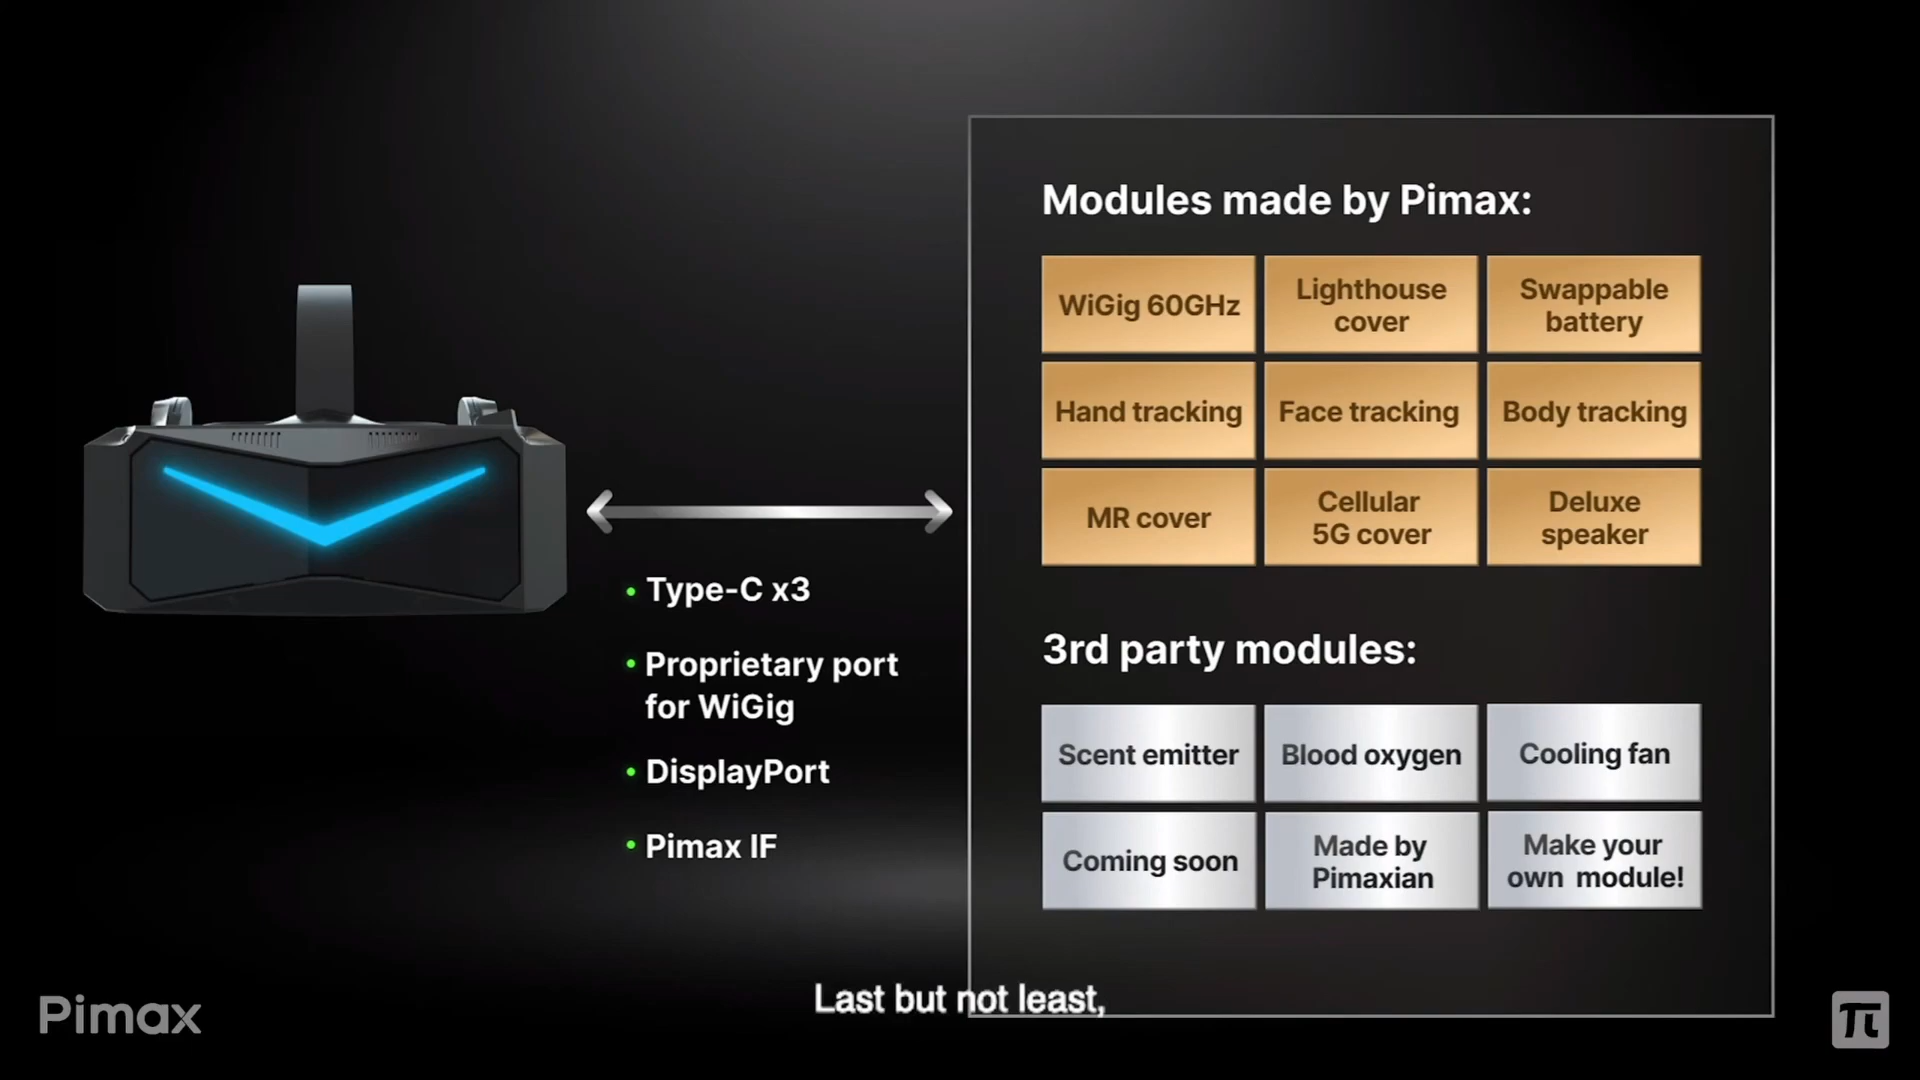 Modules made by Pimax:
WiGig 60GHz
Lighthouse
cover
Swappable
battery
Hand tracking
Face tracking
Body tracking
MR cover
Cellular
5G cover
Deluxe
speaker
• Type-C x3
• Proprietary port
for WiGig
• DisplayPort
• Pimax IF
3rd party modules:
Scent emitter
Blood oxygen
Cooling fan
Coming soon
Made by
Pimaxian
Make your
own module!
Last but not least,
Pimax
π